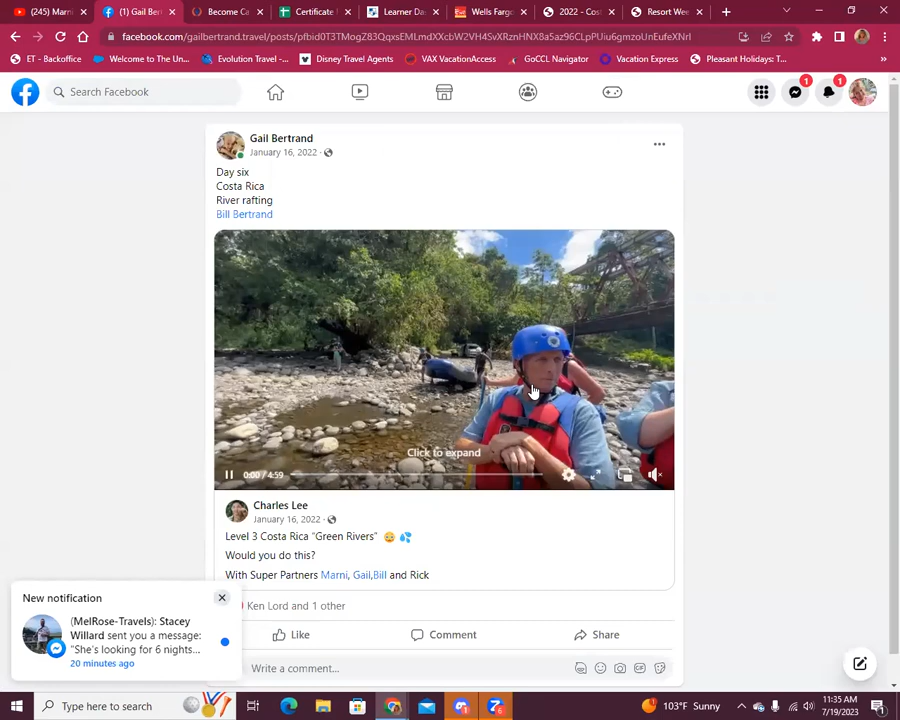 (245) Marni
(1) Gail Ber
Become Ca
Certificate
Learner Da
Wells Farg
2022 - Cos
Resort Wee
facebook.com/gailbertrand.travel/posts/
ET - Backoffice
Welcome to The Un...
Evolution Travel -...
Disney Travel Agents
VAX VacationAccess
GoCCL Navigator
Vacation Express
Pleasant Holidays: T...
Search Facebook
1
1
Gail Bertrand
January 16, 2022 ·
Day six
Costa Rica
River rafting
Bill Bertrand
Click to expand
0:00 / 4:59
Charles Lee
January 16, 2022 ·
Level 3 Costa Rica "Green Rivers" 😅 💦
Would you do this?
With Super Partners Marni, Gail,Bill and Rick
Ken Lord and 1 other
Like
Comment
Share
Write a comment...
New notification
(MelRose-Travels): Stacey
Willard sent you a message:
"She's looking for 6 nights...
20 minutes ago
Type here to search
103°F Sunny
11:35 AM
7/19/2023